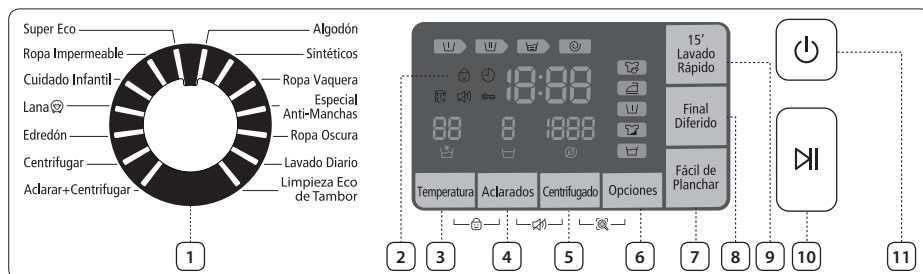 Super Eco
Ropa Impermeable
Cuidado Infantil
Lana
Edredón
Centrifugar
Aclarar+Centrifugar
Algodón
Sintéticos
Ropa Vaquera
Especial
Anti-Manchas
Ropa Oscura
Lavado Diario
Limpieza Eco
de Tambor
18:88
88 8 1888
Temperatura Aclarados Centrifugado Opciones
15’
Lavado
Rápido
Final
Diferido
Fácil de
Planchar
1 2 3 4 5 6 7 8 9 10 11